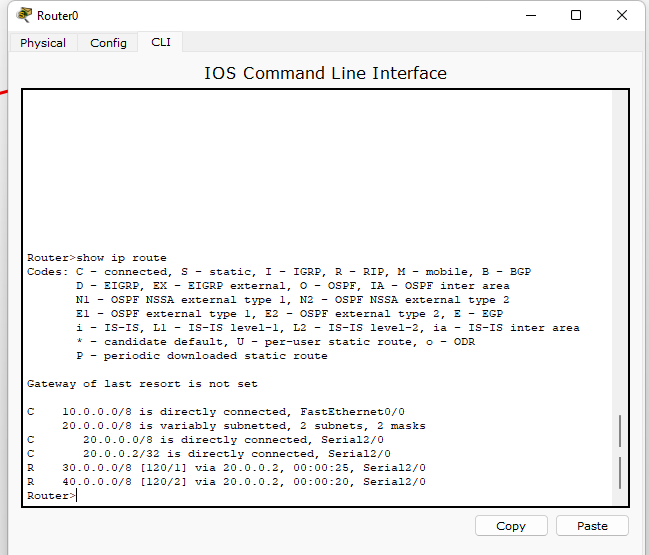 Router0
Physical Config CLI
IOS Command Line Interface
Router>show ip route
Codes: C - connected, S - static, I - IGRP, R - RIP, M - mobile, B - BGP
D - EIGRP, EX - EIGRP external, O - OSPF, IA - OSPF inter area
N1 - OSPF NSSA external type 1, N2 - OSPF NSSA external type 2
E1 - OSPF external type 1, E2 - OSPF external type 2, E - EGP
i - IS-IS, L1 - IS-IS level-1, L2 - IS-IS level-2, ia - IS-IS inter area
* - candidate default, U - per-user static route, o - ODR
P - periodic downloaded static route
Gateway of last resort is not set
C 10.0.0.0/8 is directly connected, FastEthernet0/0
20.0.0.0/8 is variably subnetted, 2 subnets, 2 masks
C 20.0.0.0/8 is directly connected, Serial2/0
C 20.0.0.2/32 is directly connected, Serial2/0
R 30.0.0.0/8 [120/1] via 20.0.0.2, 00:00:25, Serial2/0
R 40.0.0.0/8 [120/2] via 20.0.0.2, 00:00:20, Serial2/0
Router>
Copy Paste